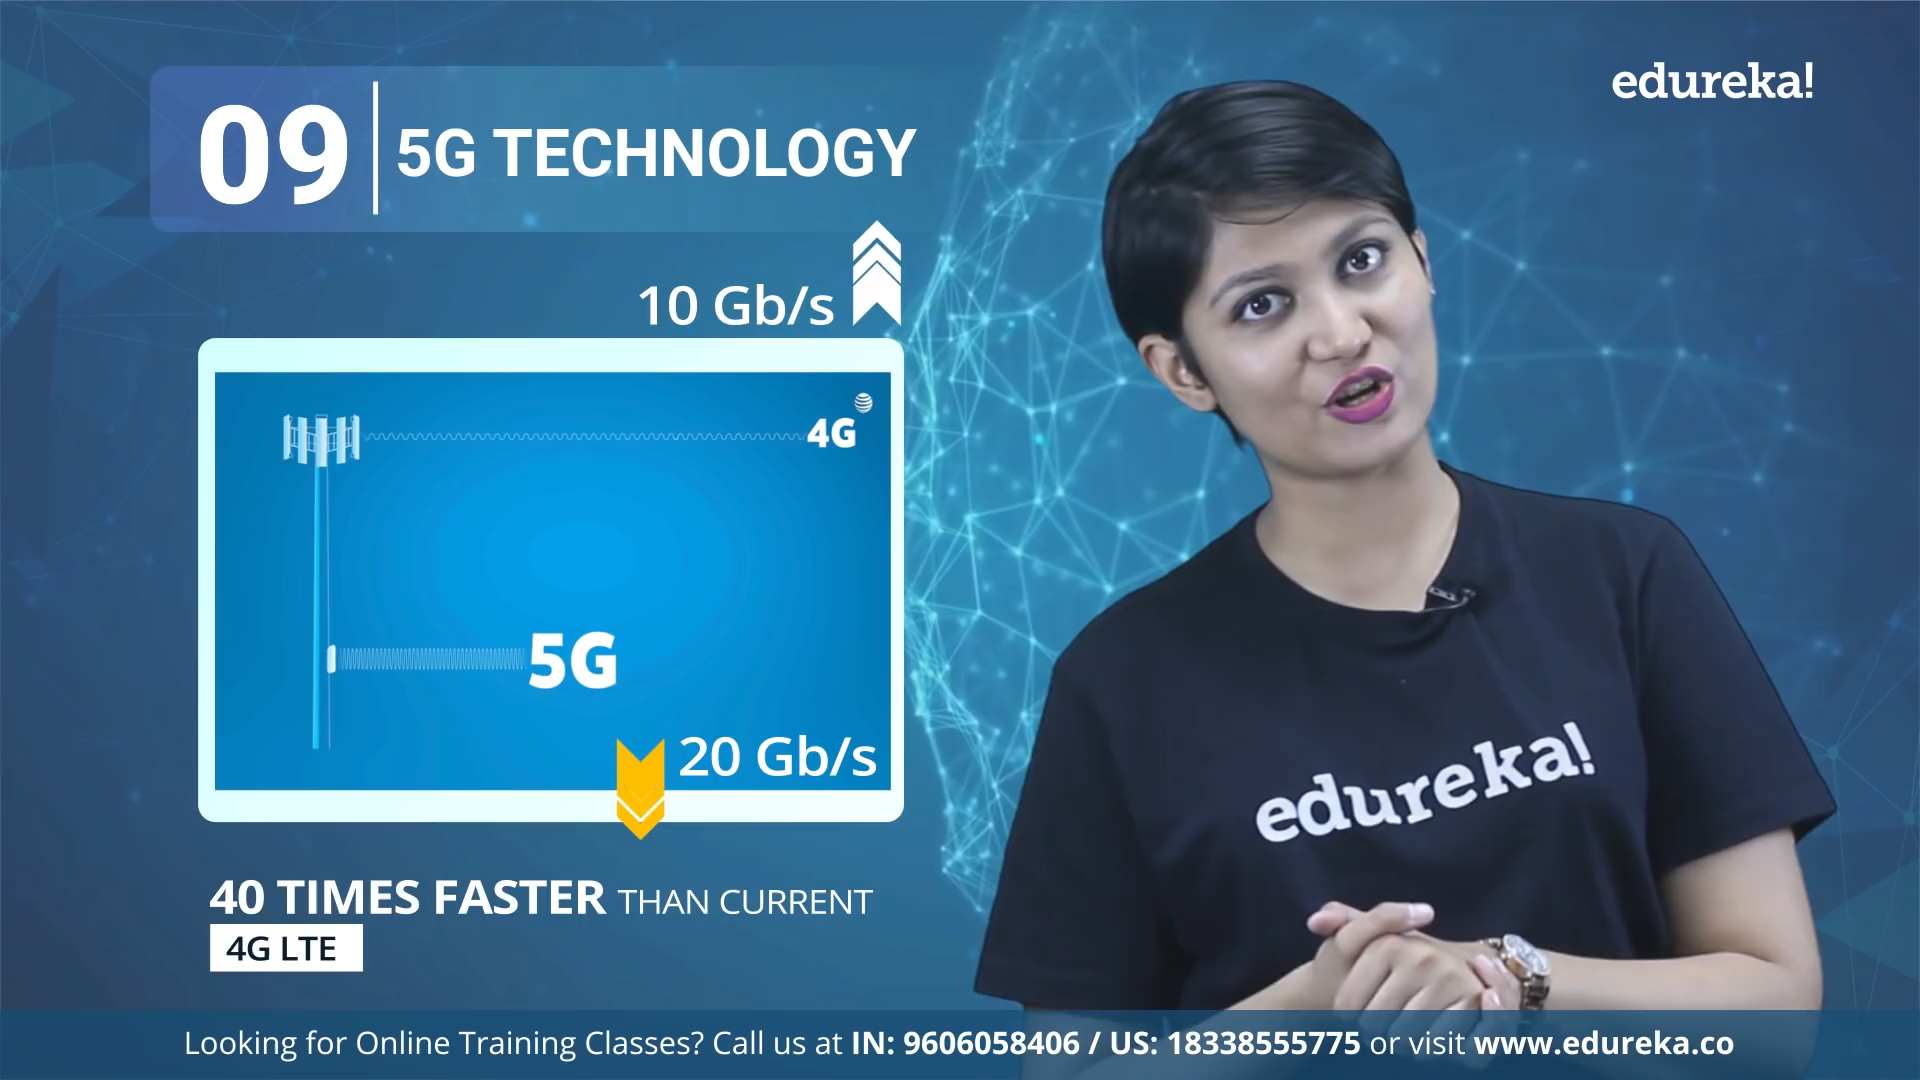 edureka!
09
5G TECHNOLOGY
10 Gb/s
4G
5G
20 Gb/s
40 TIMES FASTER THAN CURRENT
4G LTE
edureka!
Looking for Online Training Classes? Call us at IN: 9606058406 / US: 18338555775 or visit www.edureka.co